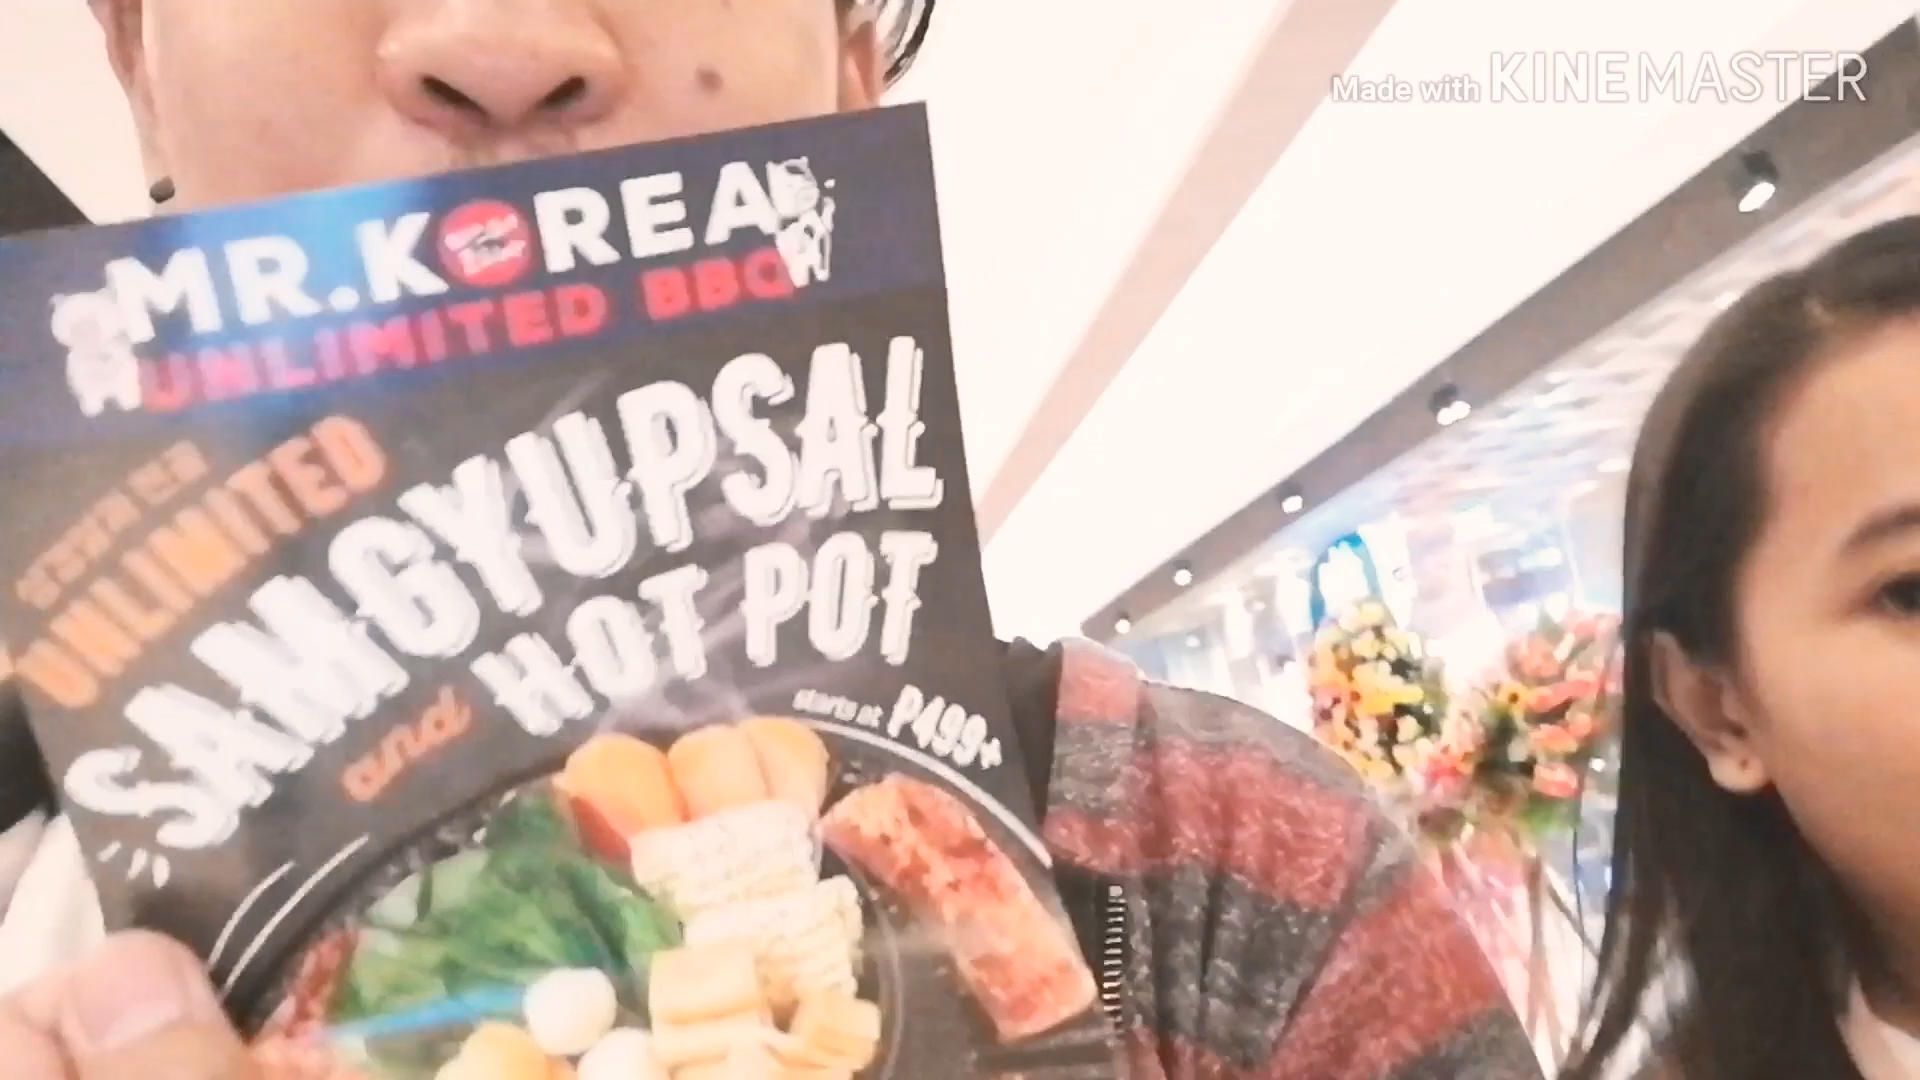 Made with KINEMASTER
MR.KOREA
UNLIMITED BBQ
UNLIMITED
SAMGYUPSAL
and HOT POT
starts at P499+